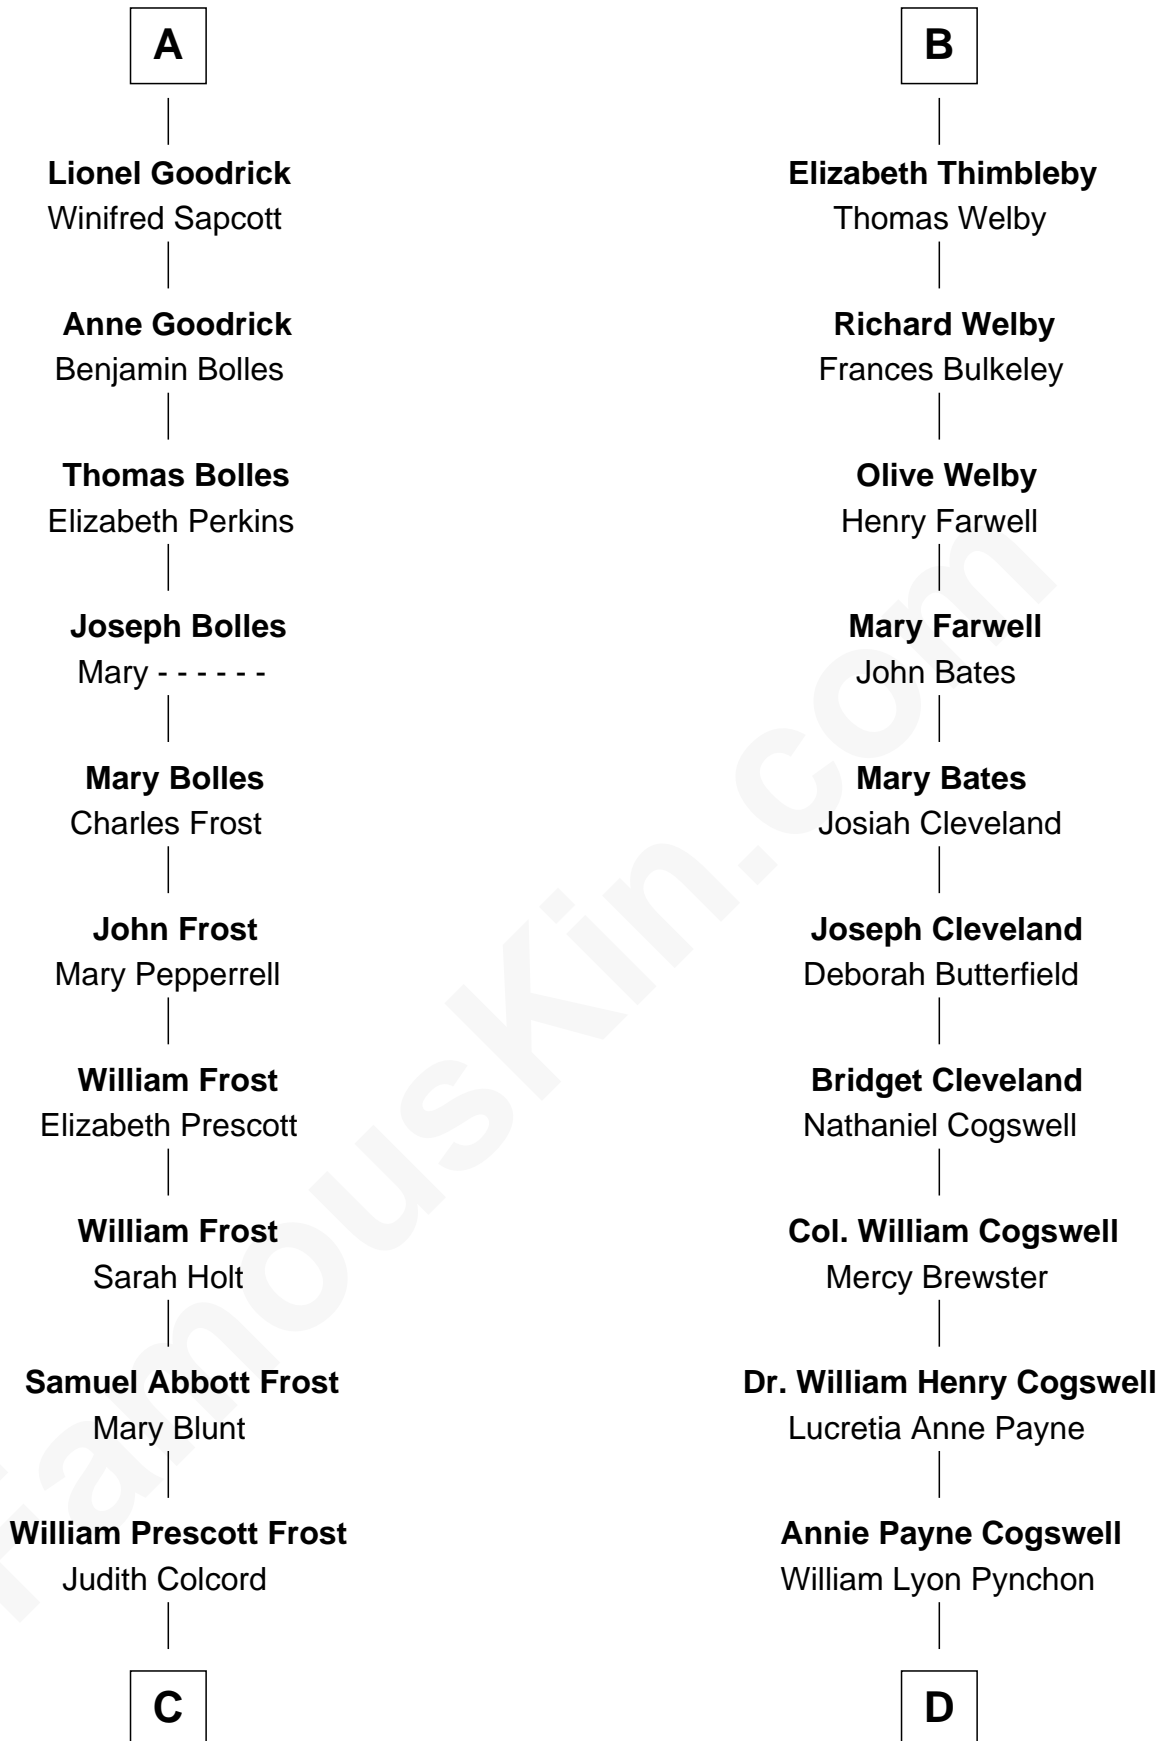 A
Lionel Goodrick
Winifred Sapcott
Anne Goodrick
Benjamin Bolles
Thomas Bolles
Elizabeth Perkins
Joseph Bolles
Mary - - - - - -
Mary Bolles
Charles Frost
John Frost
Mary Pepperrell
William Frost
Elizabeth Prescott
William Frost
Sarah Holt
Samuel Abbott Frost
Mary Blunt
William Prescott Frost
Judith Colcord
C
B
Elizabeth Thimbleby
Thomas Welby
Richard Welby
Frances Bulkeley
Olive Welby
Henry Farwell
Mary Farwell
John Bates
Mary Bates
Josiah Cleveland
Joseph Cleveland
Deborah Butterfield
Bridget Cleveland
Nathaniel Cogswell
Col. William Cogswell
Mercy Brewster
Dr. William Henry Cogswell
Lucretia Anne Payne
Annie Payne Cogswell
William Lyon Pynchon
D
FamousKin.com